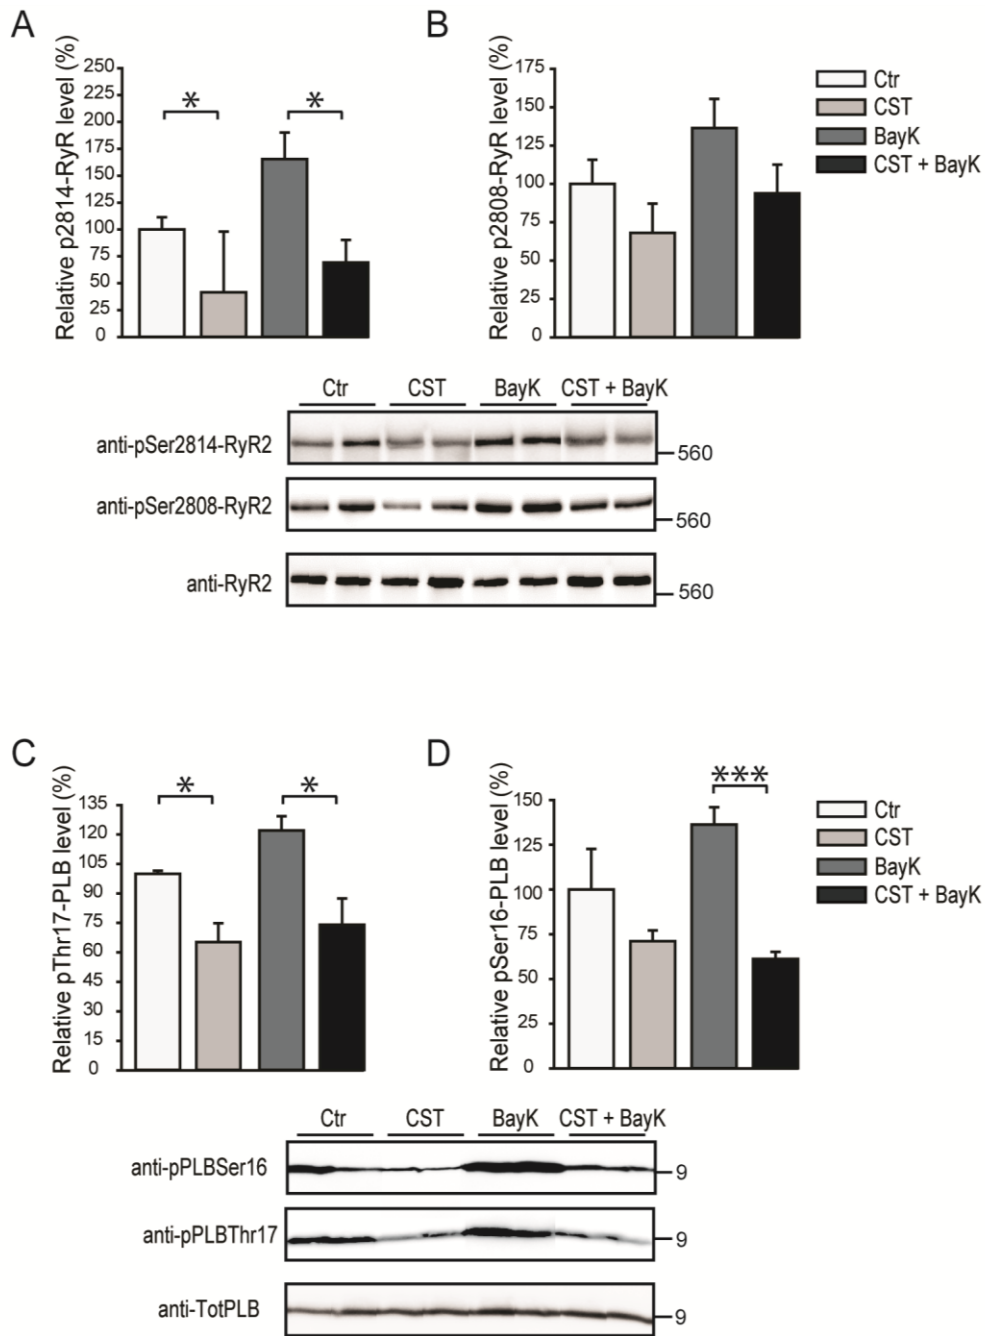 A
Relative p2814-RyR level (%)
250
225
200
175
150
125
100
75
50
25
0
*
*
B
Relative p2808-RyR level (%)
175
150
125
100
75
50
25
0
Ctr
CST
BayK
CST + BayK
Ctr CST BayK CST + BayK
anti-pSer2814-RyR2 560
anti-pSer2808-RyR2 560
anti-RyR2 560
C
Relative pThr17-PLB level (%)
135
120
105
90
75
60
45
30
15
0
*
*
D
Relative pSer16-PLB level (%)
150
125
100
75
50
25
0
***
Ctr
CST
BayK
CST + BayK
Ctr CST BayK CST + BayK
anti-pPLBSer16 9
anti-pPLBThr17 9
anti-TotPLB 9